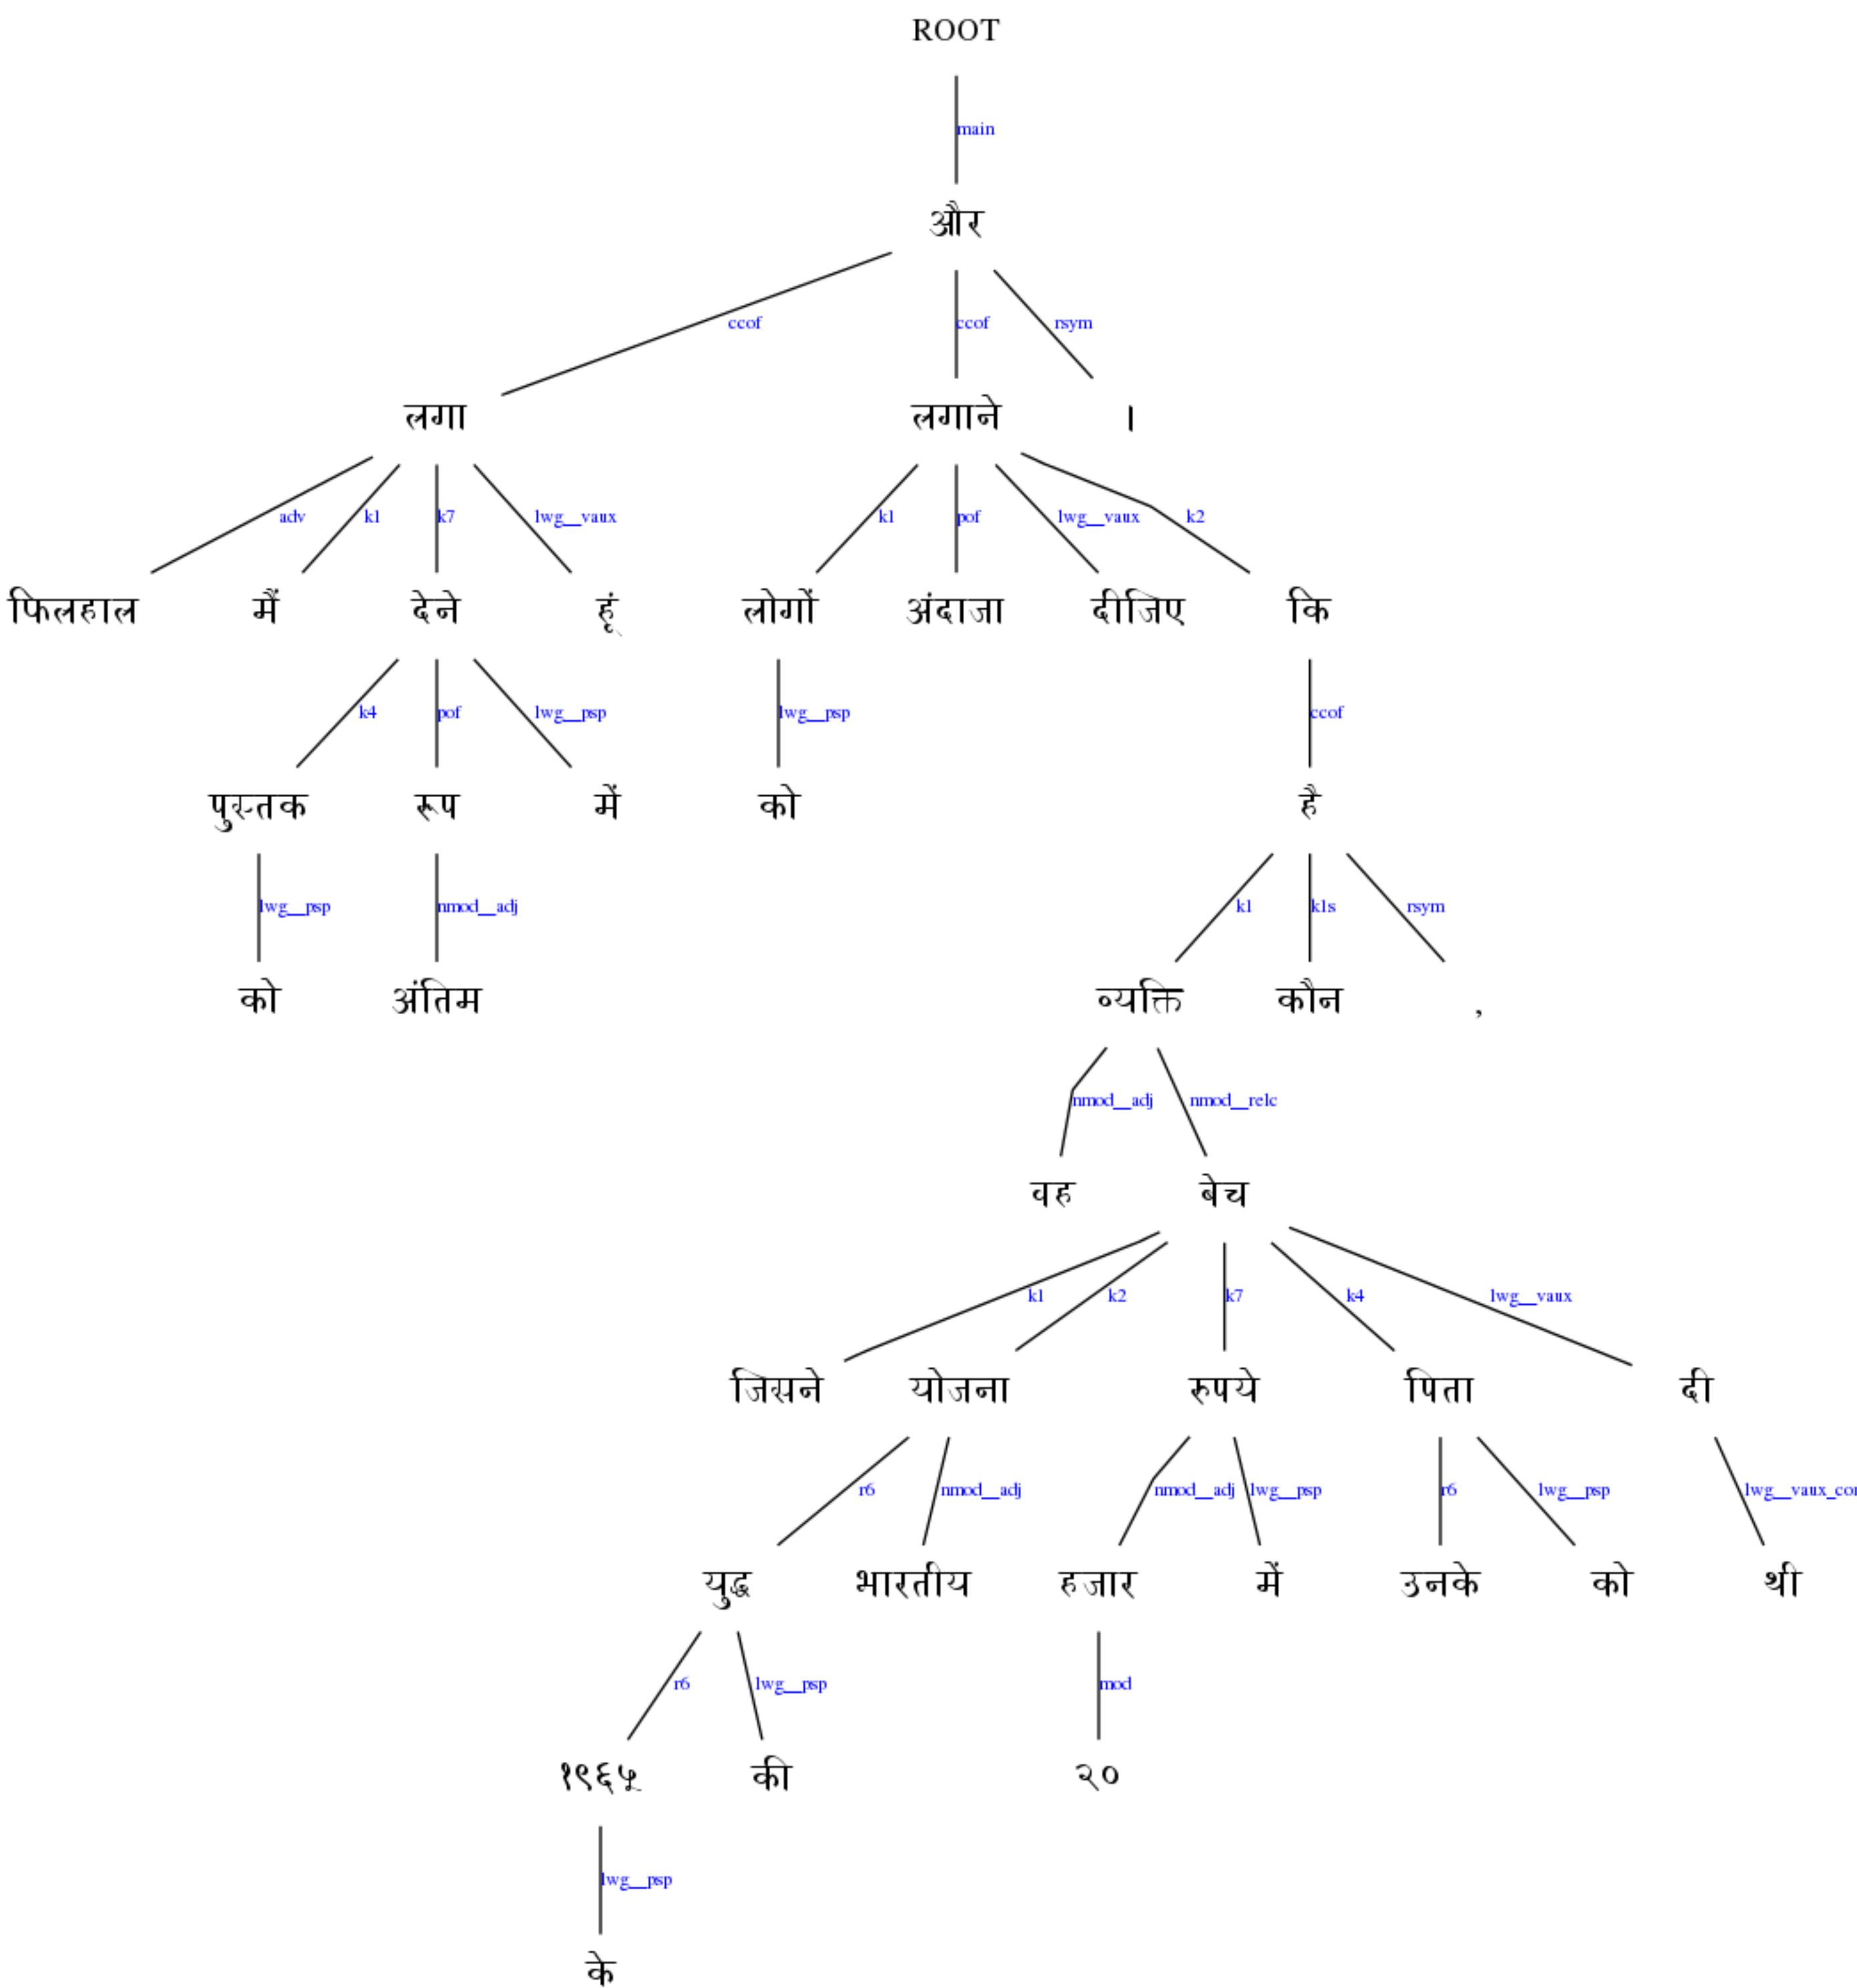 ROOT
main
और
ccof ccof rsym
लगा लगाने ।
adv k1 k7 lwg__vaux k1 pof lwg__vaux k2
फिलहाल मैं देने हूं लोगों अंदाजा दीजिए कि
k4 pof lwg__psp lwg__psp ccof
पुस्तक रूप में को है
lwg__psp nmod__adj k1 k1s rsym
को अंतिम व्यक्ति कौन ,
nmod__adj nmod__relc
वह बेच
k1 k2 k7 k4 lwg__vaux
जिसने योजना रुपये पिता दी
r6 nmod__adj nmod__adj lwg__psp r6 lwg__psp lwg__vaux_con
युद्ध भारतीय हजार में उनके को थी
r6 lwg__psp mod
१९६५ की २०
lwg__psp
के